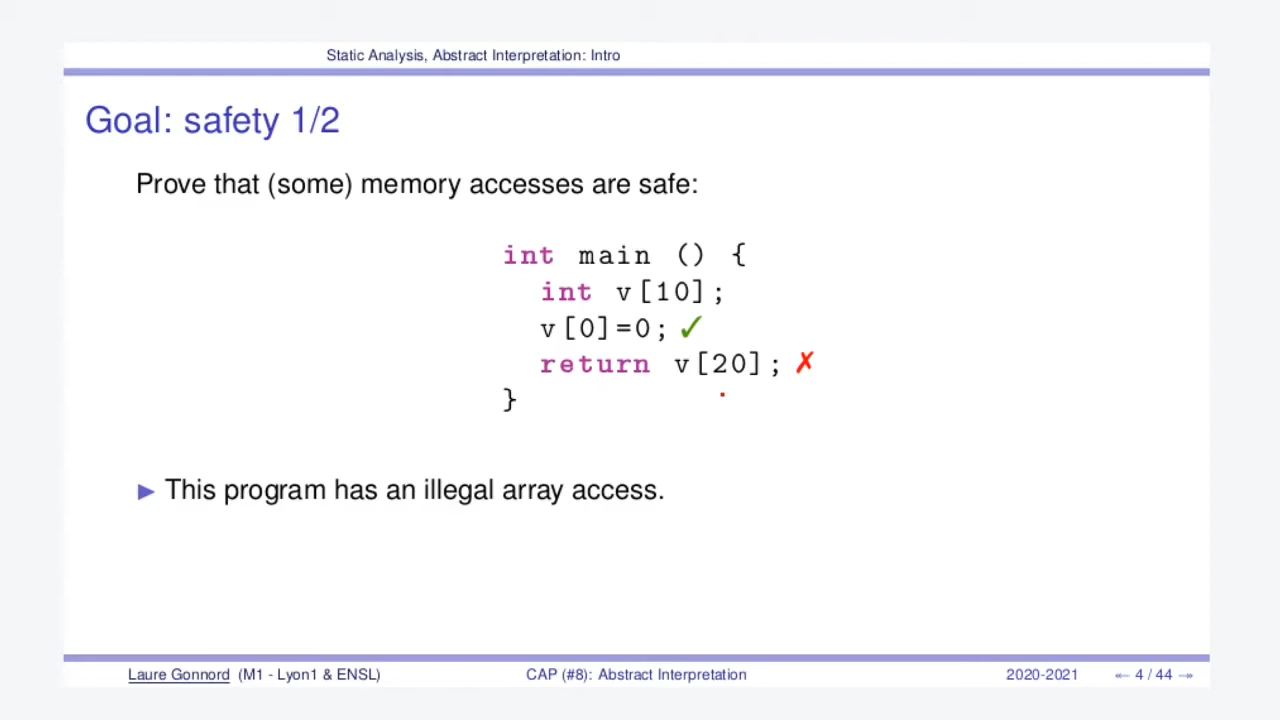 Static Analysis, Abstract Interpretation: Intro
Goal: safety 1/2
Prove that (some) memory accesses are safe:
int main () {
int v[10];
v[0]=0; ✓
return v[20]; ✗
}
▶ This program has an illegal array access.
Laure Gonnord (M1 - Lyon1 & ENSL) CAP (#8): Abstract Interpretation 2020-2021 ← 4 / 44 →